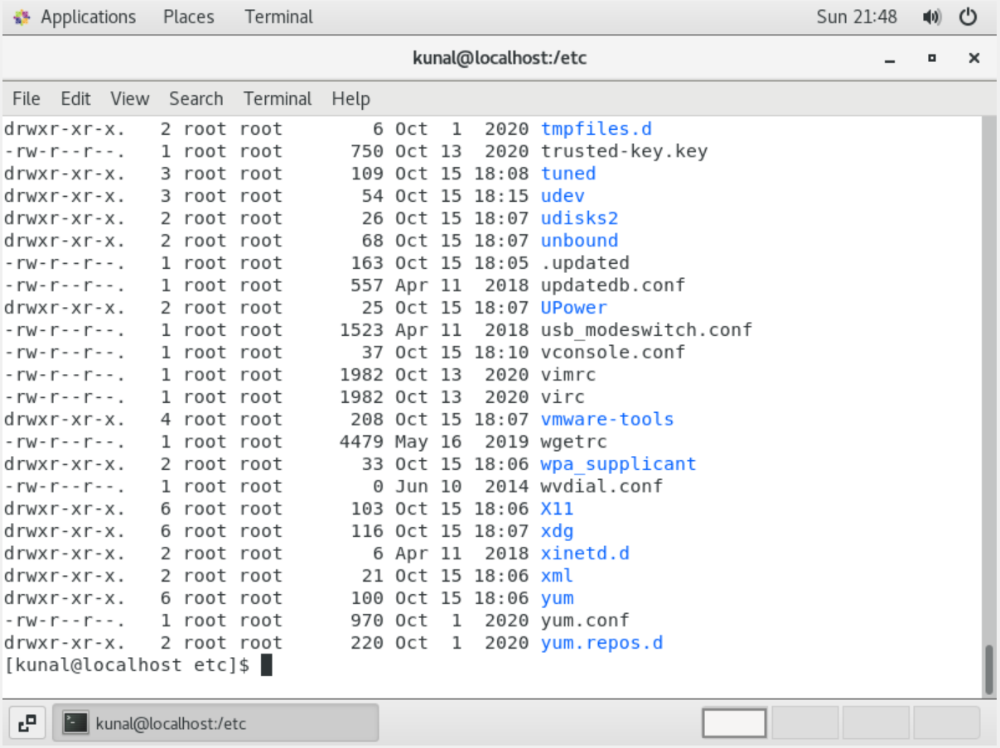 Applications Places Terminal Sun 21:48
kunal@localhost:/etc
File Edit View Search Terminal Help
drwxr-xr-x.   2 root root        6 Oct  1  2020 tmpfiles.d
-rw-r--r--.   1 root root      750 Oct 13  2020 trusted-key.key
drwxr-xr-x.   3 root root      109 Oct 15 18:08 tuned
drwxr-xr-x.   3 root root       54 Oct 15 18:15 udev
drwxr-xr-x.   2 root root       26 Oct 15 18:07 udisks2
drwxr-xr-x.   2 root root       68 Oct 15 18:07 unbound
-rw-r--r--.   1 root root      163 Oct 15 18:05 .updated
-rw-r--r--.   1 root root      557 Apr 11  2018 updatedb.conf
drwxr-xr-x.   2 root root       25 Oct 15 18:07 UPower
-rw-r--r--.   1 root root     1523 Apr 11  2018 usb_modeswitch.conf
-rw-r--r--.   1 root root       37 Oct 15 18:10 vconsole.conf
-rw-r--r--.   1 root root     1982 Oct 13  2020 vimrc
-rw-r--r--.   1 root root     1982 Oct 13  2020 virc
drwxr-xr-x.   4 root root      208 Oct 15 18:07 vmware-tools
-rw-r--r--.   1 root root     4479 May 16  2019 wgetrc
drwxr-xr-x.   2 root root       33 Oct 15 18:06 wpa_supplicant
-rw-r--r--.   1 root root        0 Jun 10  2014 wvdial.conf
drwxr-xr-x.   6 root root      103 Oct 15 18:06 X11
drwxr-xr-x.   6 root root      116 Oct 15 18:07 xdg
drwxr-xr-x.   2 root root        6 Apr 11  2018 xinetd.d
drwxr-xr-x.   2 root root       21 Oct 15 18:06 xml
drwxr-xr-x.   6 root root      100 Oct 15 18:06 yum
-rw-r--r--.   1 root root      970 Oct  1  2020 yum.conf
drwxr-xr-x.   2 root root      220 Oct  1  2020 yum.repos.d
[kunal@localhost etc]$
kunal@localhost:/etc